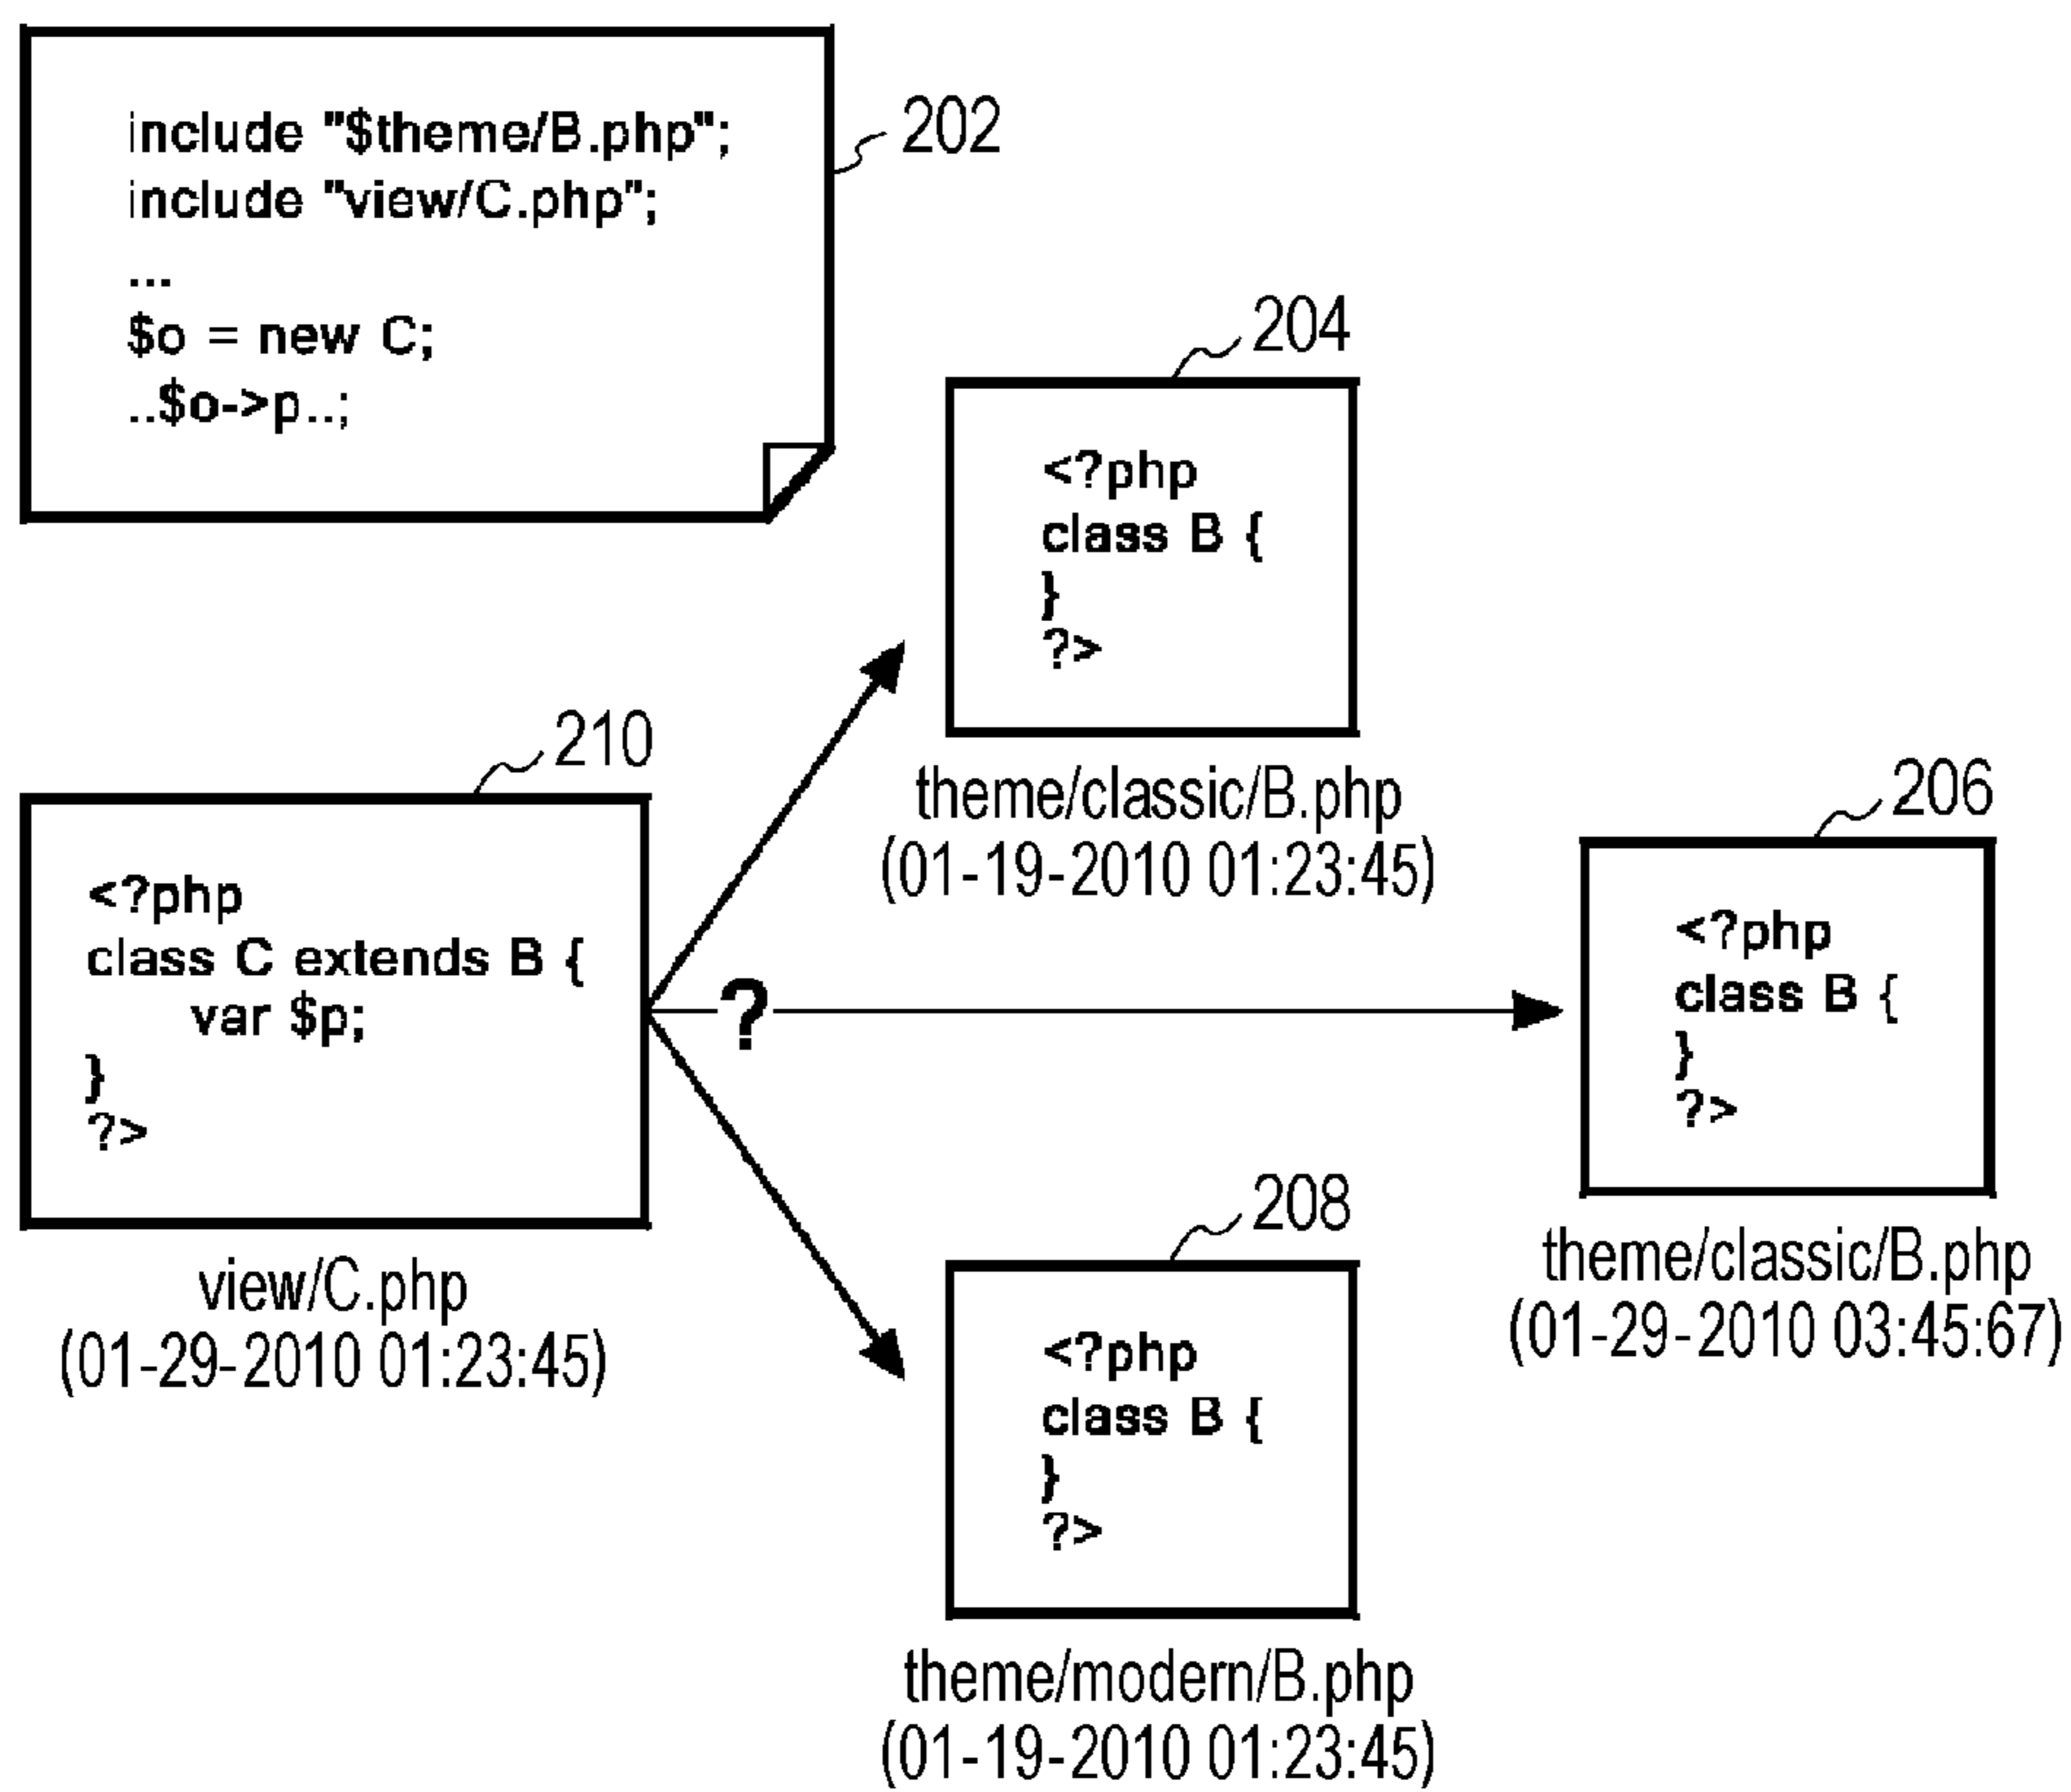 include "$theme/B.php";
include "view/C.php";
...
$o = new C;
..$o->p..;
202
204
<?php
class B {
}
?>
theme/classic/B.php
(01-19-2010 01:23:45)
210
<?php
class C extends B {
var $p;
}
?>
view/C.php
(01-29-2010 01:23:45)
?
206
<?php
class B {
}
?>
theme/classic/B.php
(01-29-2010 03:45:67)
208
<?php
class B {
}
?>
theme/modern/B.php
(01-19-2010 01:23:45)